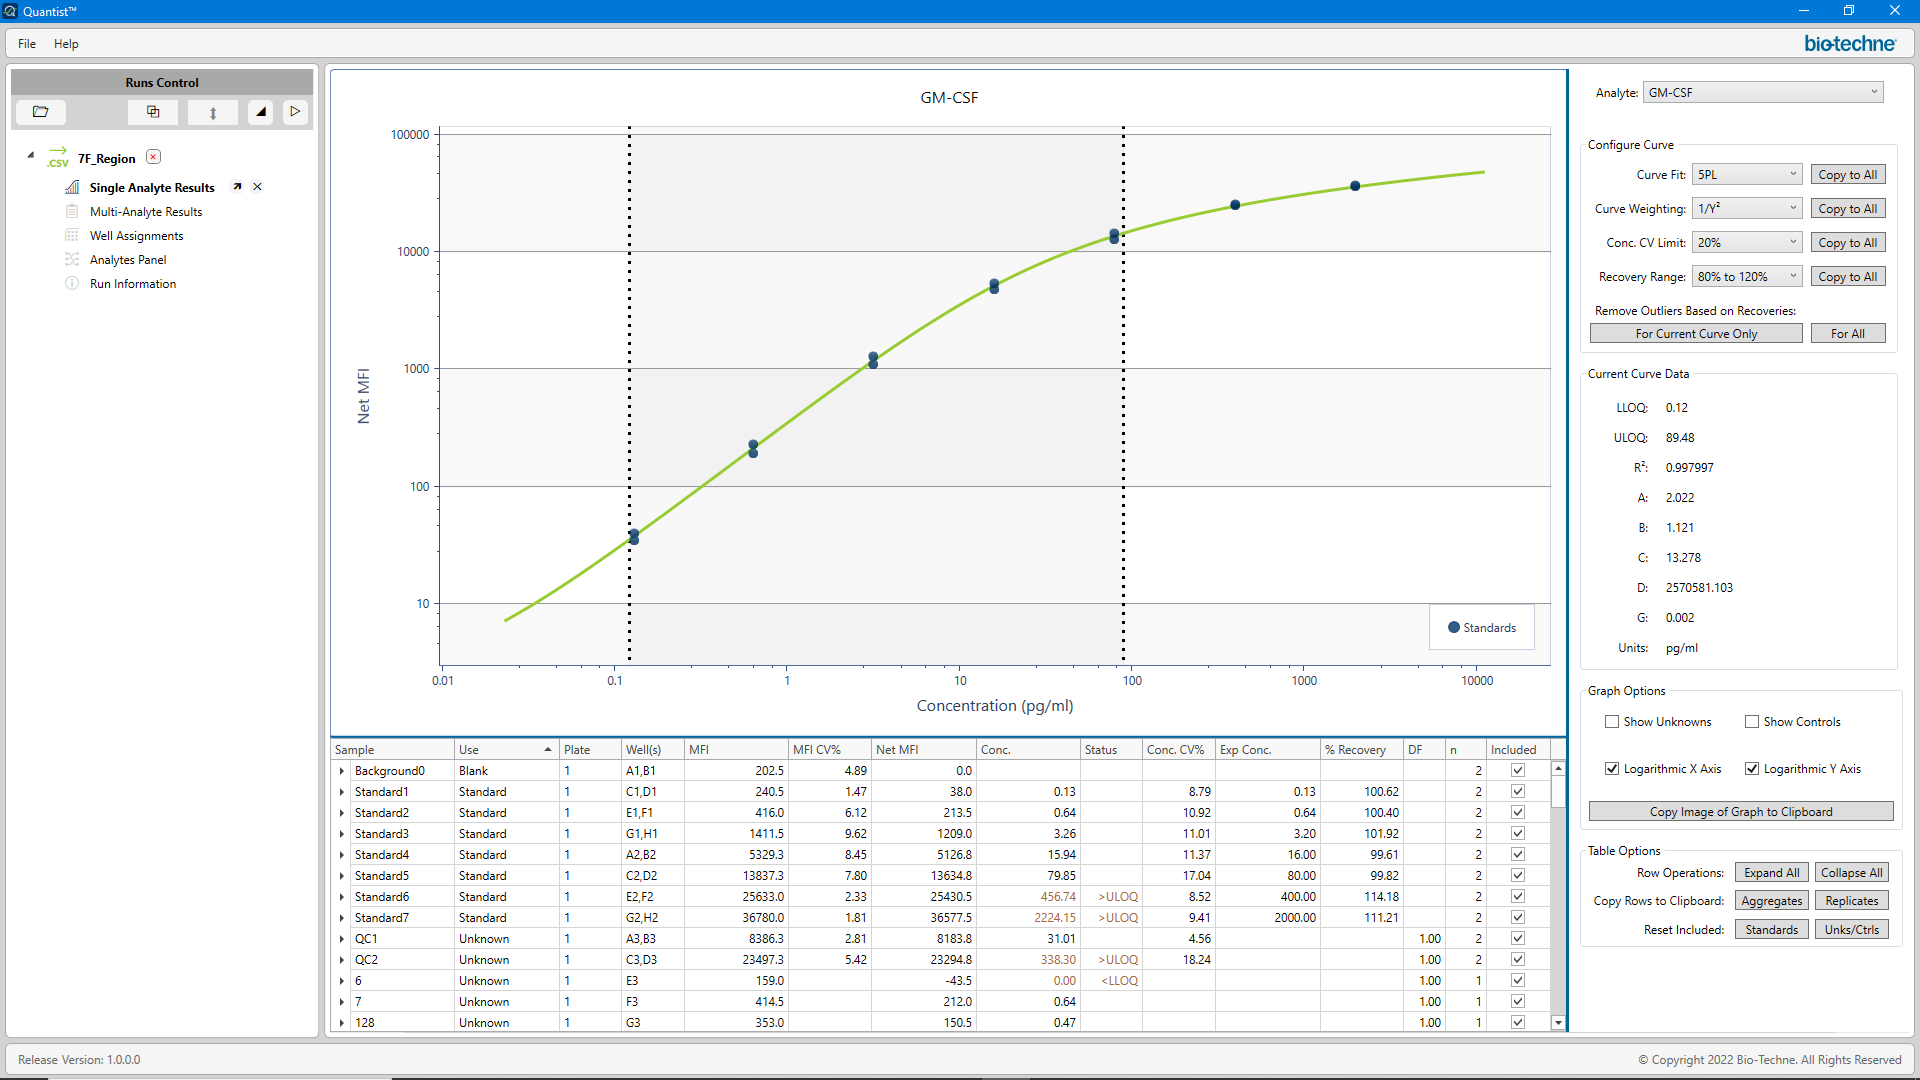 Quantist™
File Help
biotechne
Runs Control
.csv 7F_Region
Single Analyte Results
Multi-Analyte Results
Well Assignments
Analytes Panel
Run Information
GM-CSF
100000
10000
1000
100
10
Net MFI
0.01 0.1 1 10 100 1000 10000
Concentration (pg/ml)
Standards
Sample Use Plate Well(s) MFI MFI CV% Net MFI Conc. Status Conc. CV% Exp Conc. % Recovery DF n Included
Background0 Blank 1 A1,B1 202.5 4.89 0.0 2
Standard1 Standard 1 C1,D1 240.5 1.47 38.0 0.13 8.79 0.13 100.62 2
Standard2 Standard 1 E1,F1 416.0 6.12 213.5 0.64 10.92 0.64 100.40 2
Standard3 Standard 1 G1,H1 1411.5 9.62 1209.0 3.26 11.01 3.20 101.92 2
Standard4 Standard 1 A2,B2 5329.3 8.45 5126.8 15.94 11.37 16.00 99.61 2
Standard5 Standard 1 C2,D2 13837.3 7.80 13634.8 79.85 17.04 80.00 99.82 2
Standard6 Standard 1 E2,F2 25633.0 2.33 25430.5 456.74 >ULOQ 8.52 400.00 114.18 2
Standard7 Standard 1 G2,H2 36780.0 1.81 36577.5 2224.15 >ULOQ 9.41 2000.00 111.21 2
QC1 Unknown 1 A3,B3 8386.3 2.81 8183.8 31.01 4.56 1.00 2
QC2 Unknown 1 C3,D3 23497.3 5.42 23294.8 338.30 >ULOQ 18.24 1.00 2
6 Unknown 1 E3 159.0 -43.5 0.00 <LLOQ 1.00 1
7 Unknown 1 F3 414.5 212.0 0.64 1.00 1
128 Unknown 1 G3 353.0 150.5 0.47 1.00 1
Analyte: GM-CSF
Configure Curve
Curve Fit: 5PL Copy to All
Curve Weighting: 1/Y² Copy to All
Conc. CV Limit: 20% Copy to All
Recovery Range: 80% to 120% Copy to All
Remove Outliers Based on Recoveries:
For Current Curve Only For All
Current Curve Data
LLOQ: 0.12
ULOQ: 89.48
R²: 0.997997
A: 2.022
B: 1.121
C: 13.278
D: 2570581.103
G: 0.002
Units: pg/ml
Graph Options
Show Unknowns Show Controls
Logarithmic X Axis Logarithmic Y Axis
Copy Image of Graph to Clipboard
Table Options
Row Operations: Expand All Collapse All
Copy Rows to Clipboard: Aggregates Replicates
Reset Included: Standards Unks/Ctrls
Release Version: 1.0.0.0
© Copyright 2022 Bio-Techne. All Rights Reserved